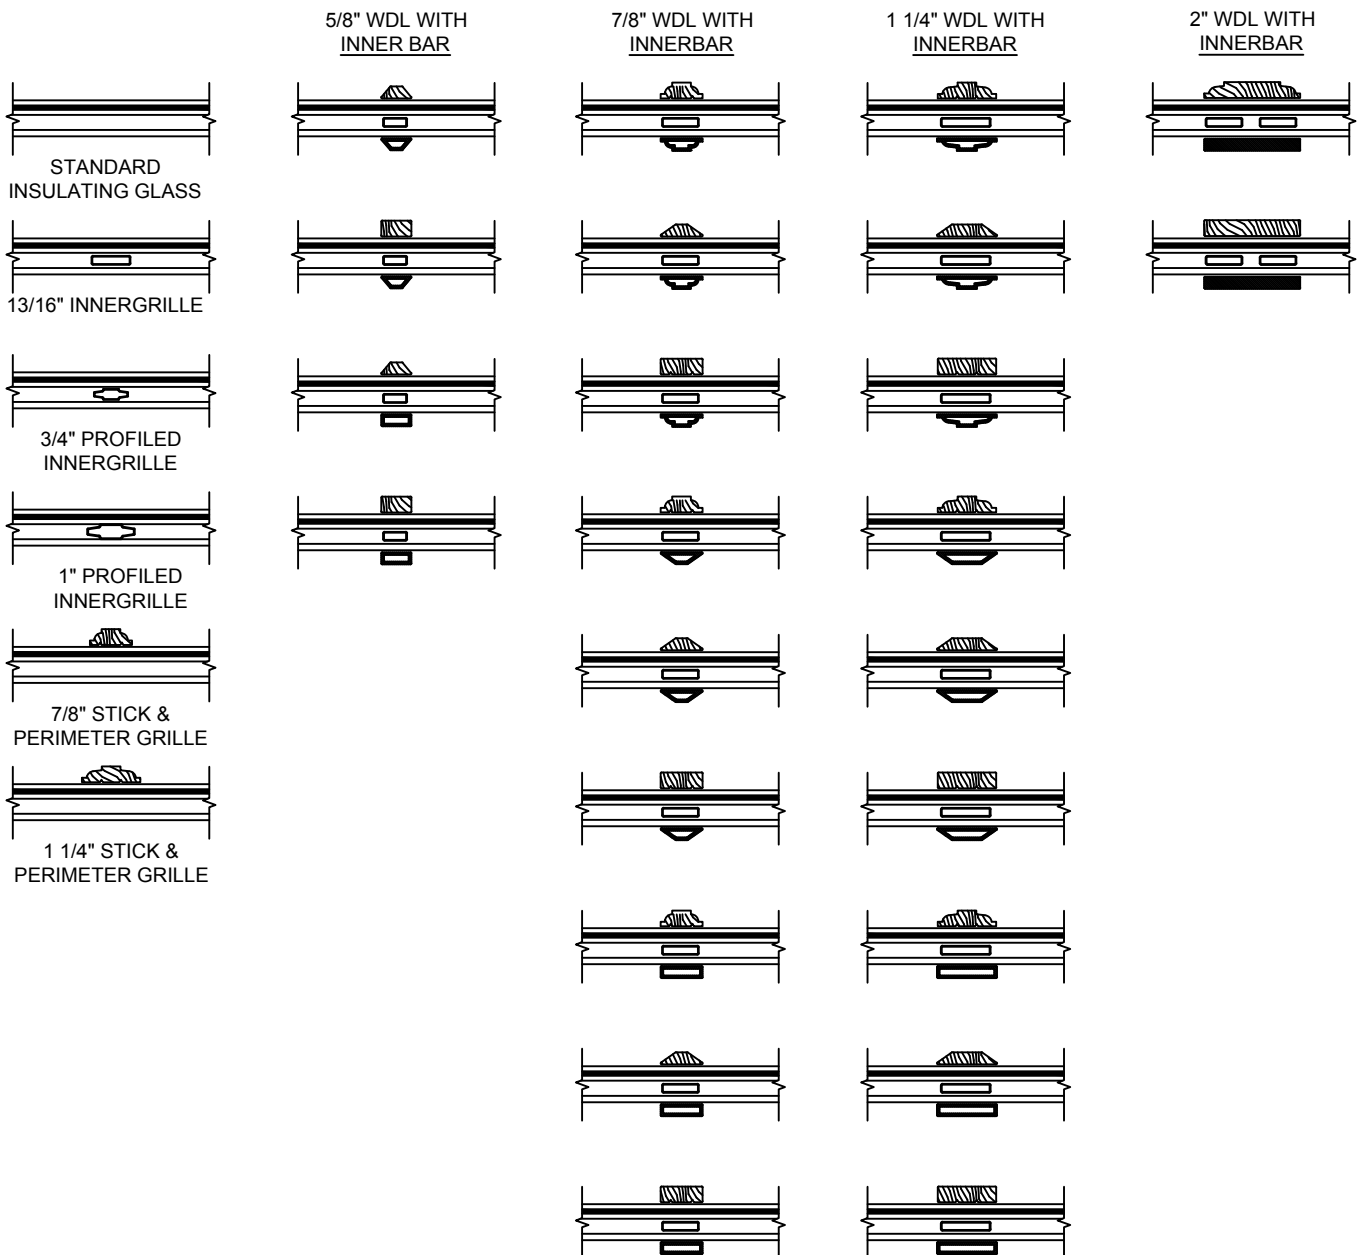 5/8" WDL WITH
INNER BAR
7/8" WDL WITH
INNERBAR
1 1/4" WDL WITH
INNERBAR
2" WDL WITH
INNERBAR
STANDARD
INSULATING GLASS
13/16" INNERGRILLE
3/4" PROFILED
INNERGRILLE
1" PROFILED
INNERGRILLE
7/8" STICK &
PERIMETER GRILLE
1 1/4" STICK &
PERIMETER GRILLE